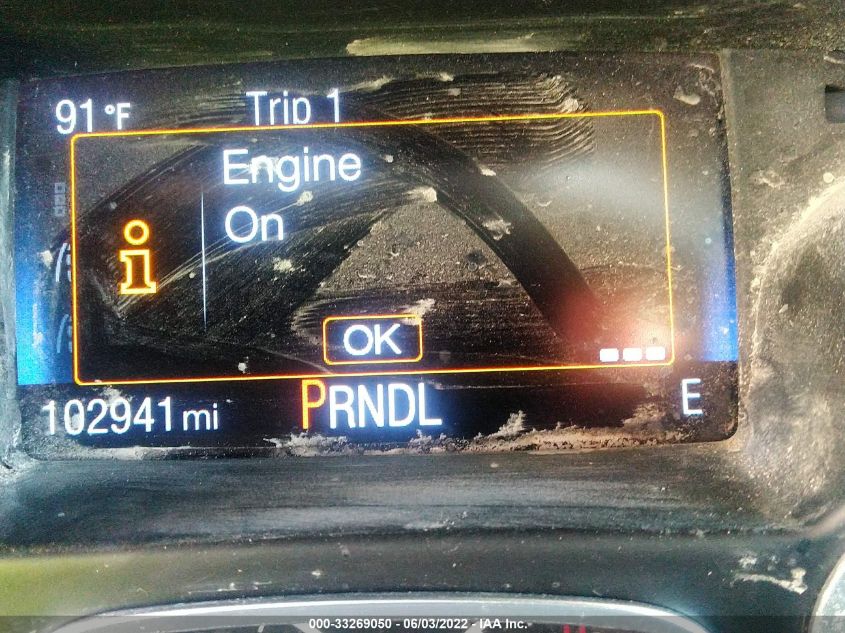 91 °F Trip 1
Engine
On
i
OK
102941 mi PRNDL E
000-33269050 - 06/03/2022 - IAA Inc.